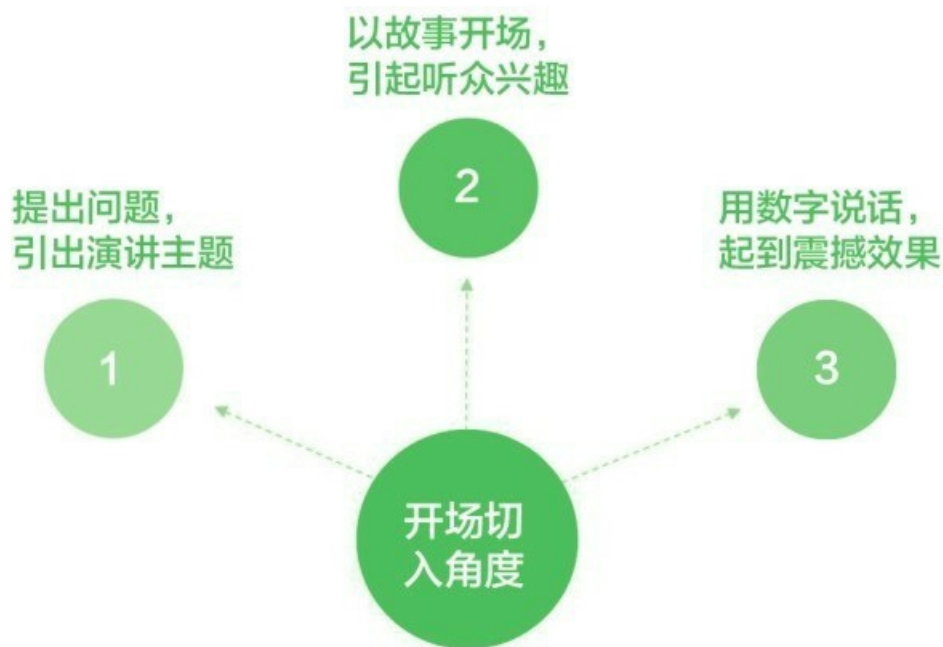 以故事开场，
引起听众兴趣
2
提出问题，
引出演讲主题
1
用数字说话，
起到震撼效果
3
开场切
入角度